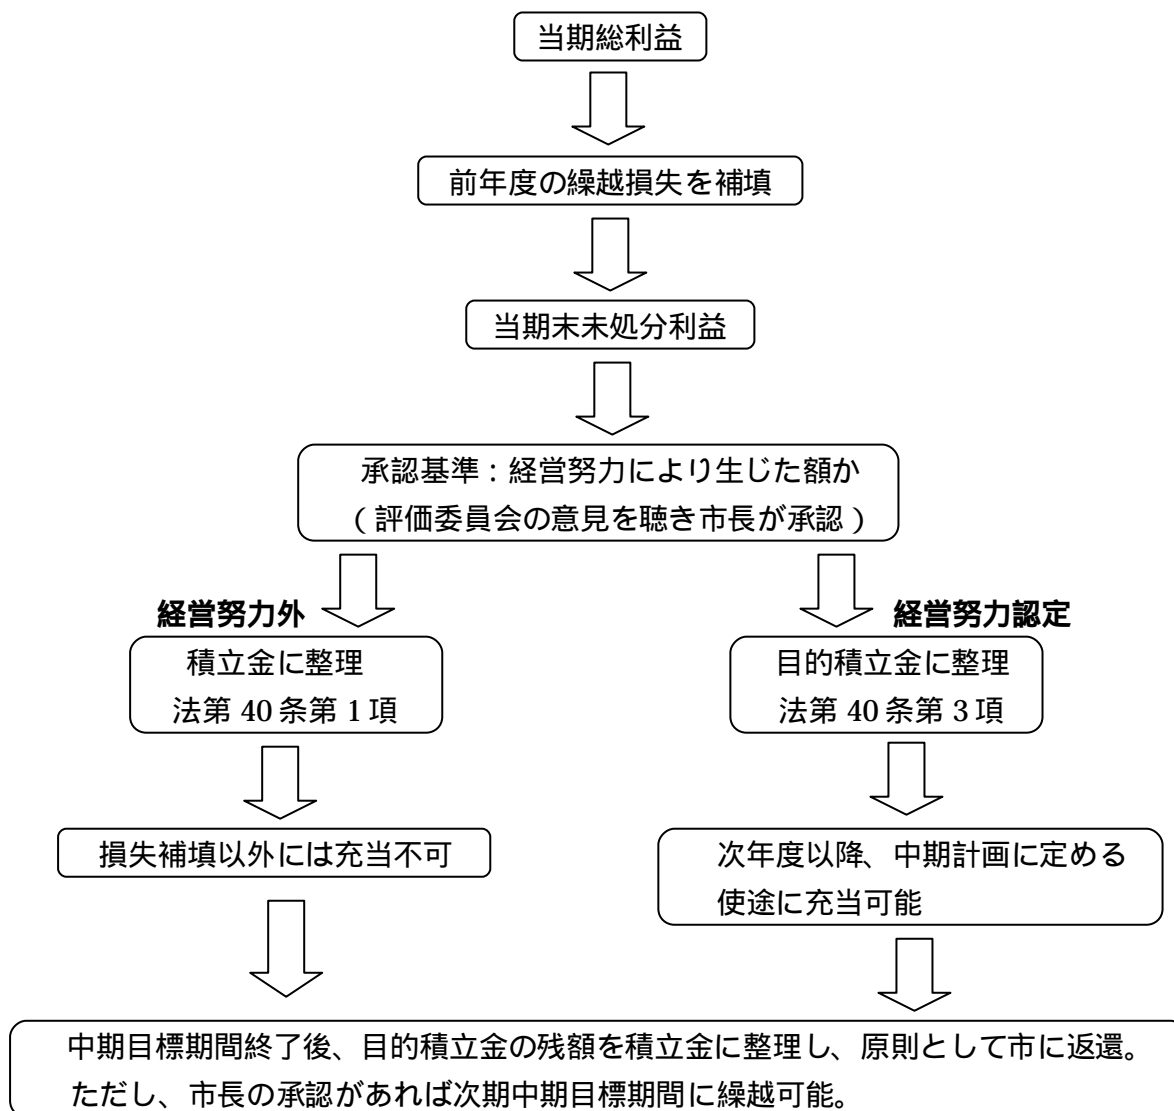 当期総利益
前年度の繰越損失を補填
当期末未処分利益
承認基準：経営努力により生じた額か
（評価委員会の意見を聴き市長が承認）
経営努力外
経営努力認定
積立金に整理
法第 40 条第 1 項
目的積立金に整理
法第 40 条第 3 項
損失補填以外には充当不可
次年度以降、中期計画に定める
使途に充当可能
中期目標期間終了後、目的積立金の残額を積立金に整理し、原則として市に返還。
ただし、市長の承認があれば次期中期目標期間に繰越可能。